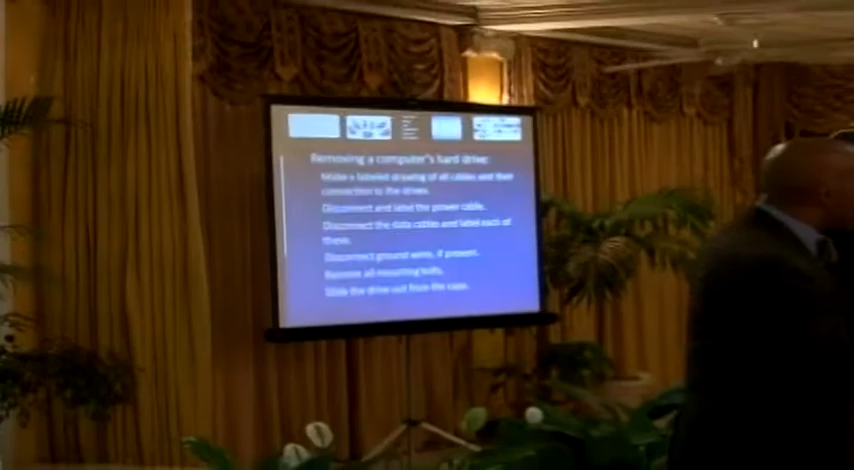 Removing a computer's hard drive:
Make a labeled drawing of all cables and their
connection to the drives.
Disconnect and label the power cable.
Disconnect the data cables and label each of
these.
Disconnect ground wires, if present.
Remove all mounting bolts.
Slide the drive out from the case.